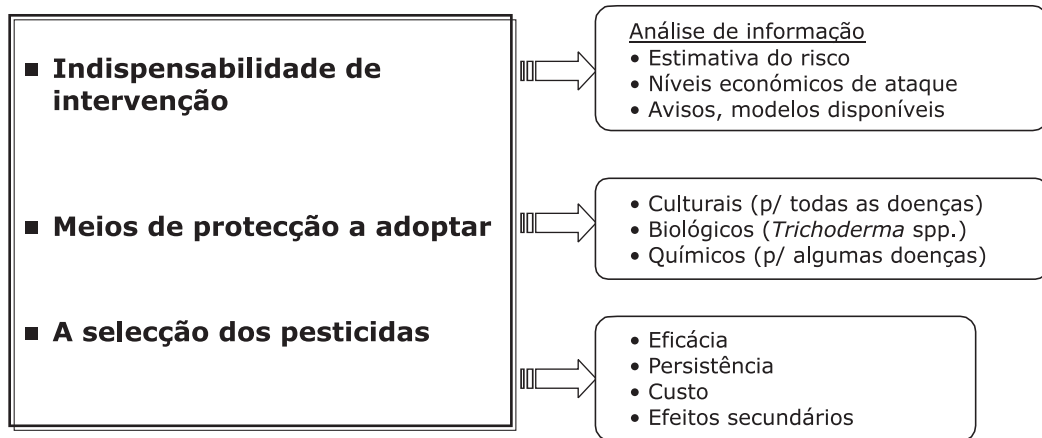 ■ Indispensabilidade de
intervenção
Análise de informação
• Estimativa do risco
• Níveis económicos de ataque
• Avisos, modelos disponíveis
■ Meios de protecção a adoptar
• Culturais (p/ todas as doenças)
• Biológicos (Trichoderma spp.)
• Químicos (p/ algumas doenças)
■ A selecção dos pesticidas
• Eficácia
• Persistência
• Custo
• Efeitos secundários